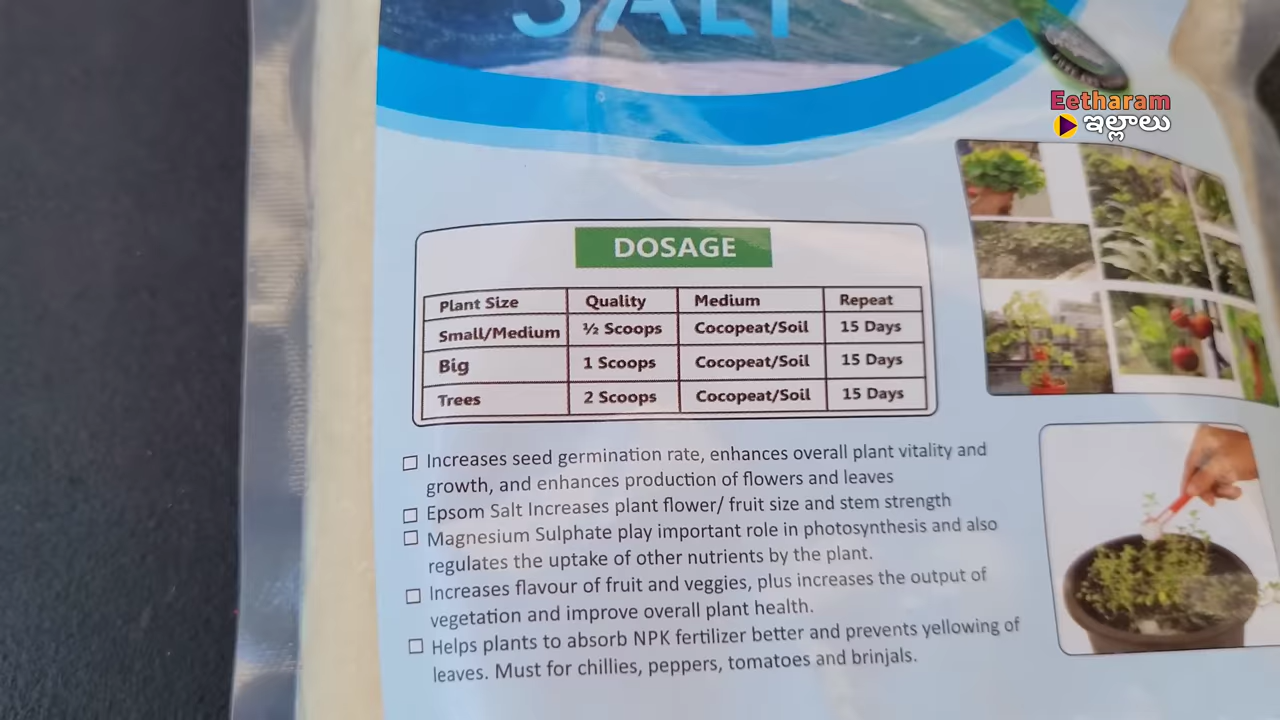 SALT
Eetharam
ఇల్లాలు
DOSAGE
Plant Size Quality Medium Repeat
Small/Medium ½ Scoops Cocopeat/Soil 15 Days
Big 1 Scoops Cocopeat/Soil 15 Days
Trees 2 Scoops Cocopeat/Soil 15 Days
Increases seed germination rate, enhances overall plant vitality and
growth, and enhances production of flowers and leaves
Epsom Salt Increases plant flower/ fruit size and stem strength
Magnesium Sulphate play important role in photosynthesis and also
regulates the uptake of other nutrients by the plant.
Increases flavour of fruit and veggies, plus increases the output of
vegetation and improve overall plant health.
Helps plants to absorb NPK fertilizer better and prevents yellowing of
leaves. Must for chillies, peppers, tomatoes and brinjals.